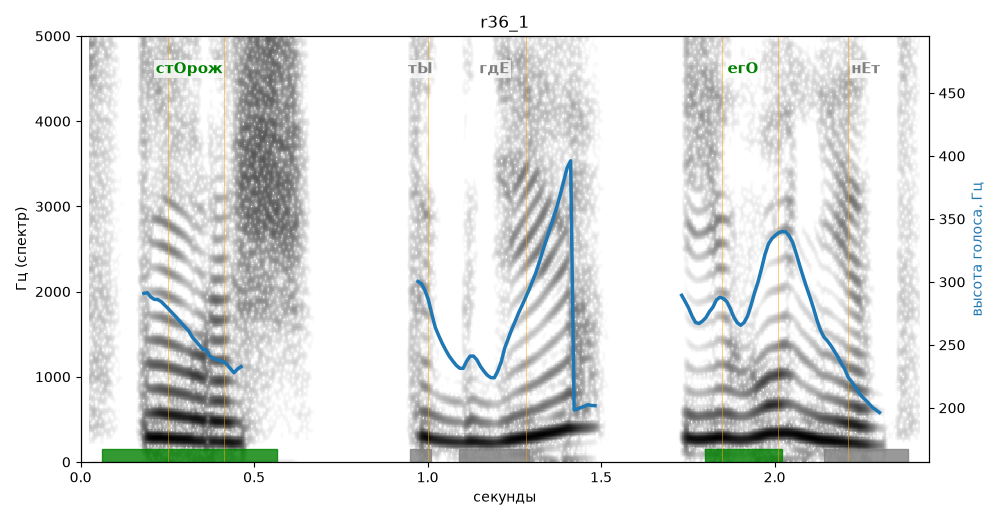 r36_1
стОрож тЫ гдЕ егО нЕт
5000
4000
3000
2000
1000
0
Гц (спектр)
450
400
350
300
250
200
высота голоса, Гц
0.0 0.5 1.0 1.5 2.0
секунды